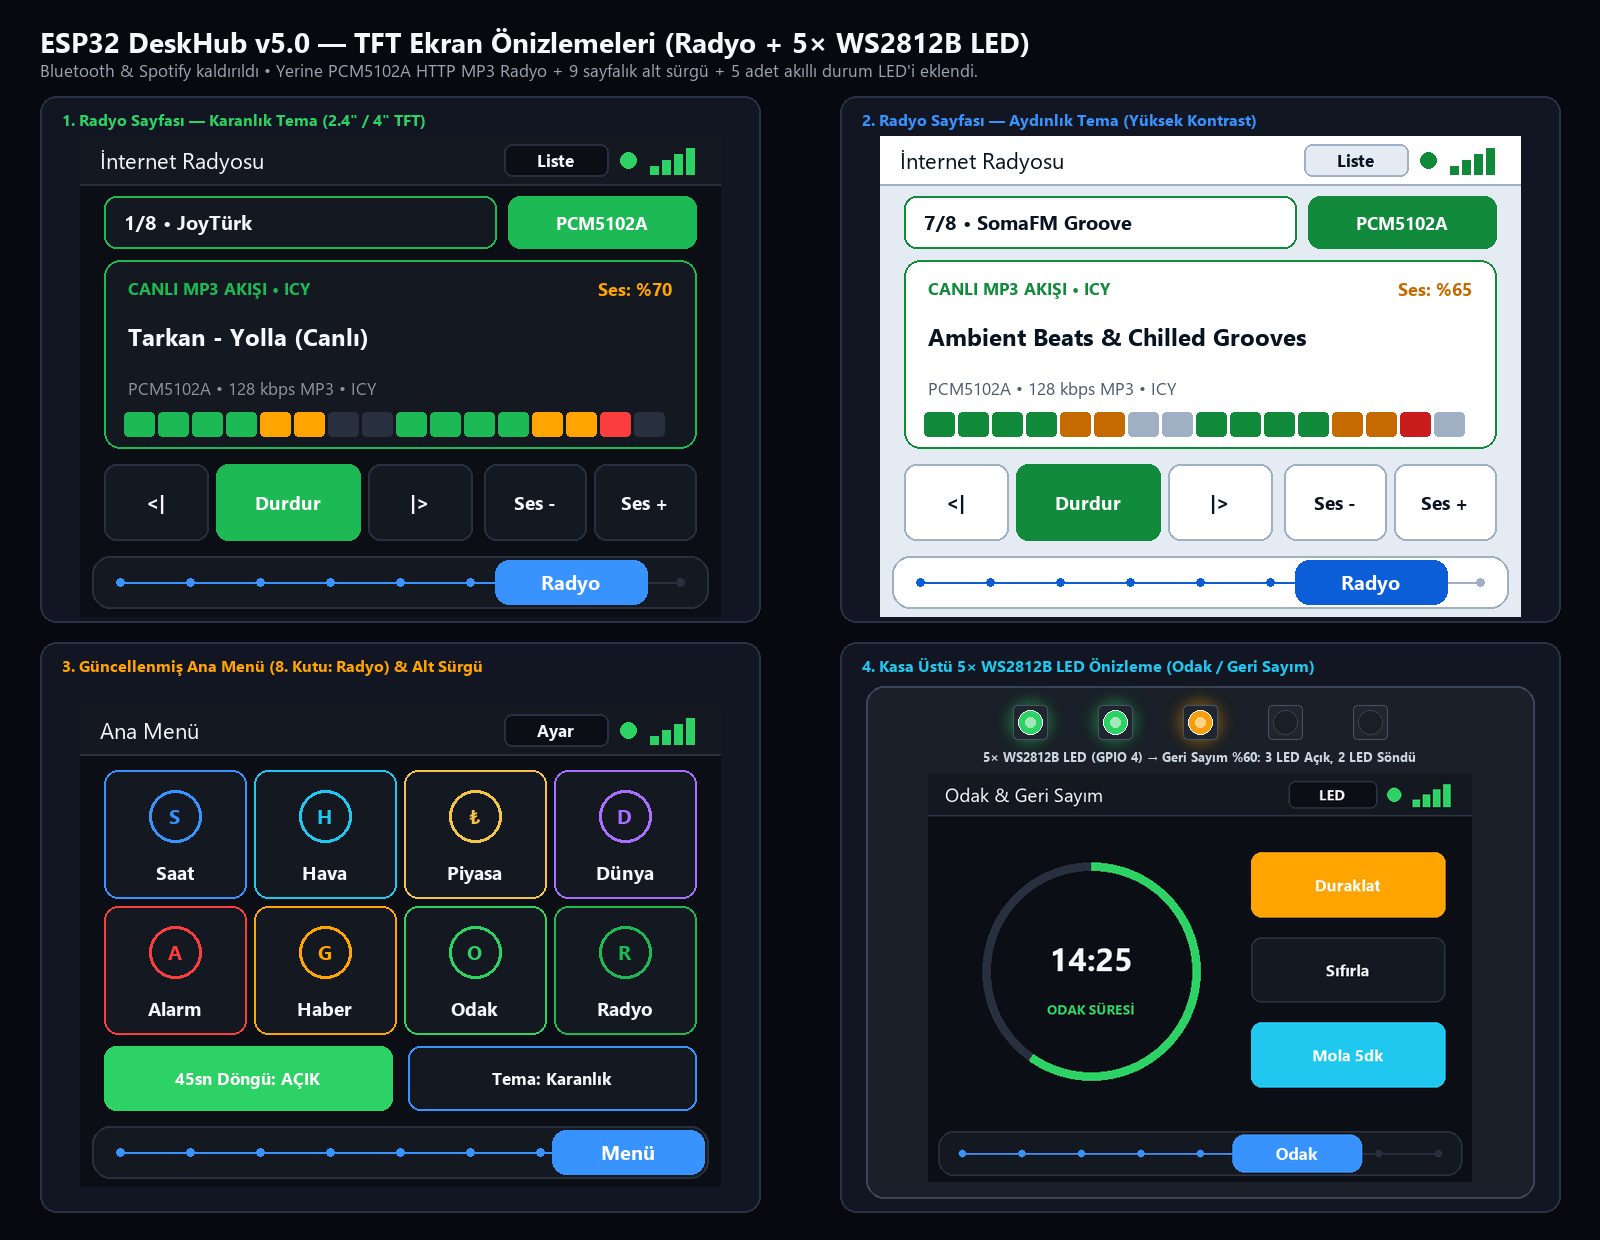 ESP32 DeskHub v5.0 — TFT Ekran Önizlemeleri (Radyo + 5× WS2812B LED)
Bluetooth & Spotify kaldırıldı • Yerine PCM5102A HTTP MP3 Radyo + 9 sayfalık alt sürgü + 5 adet akıllı durum LED'i eklendi.
1. Radyo Sayfası — Karanlık Tema (2.4" / 4" TFT)
İnternet Radyosu
Liste
1/8 • JoyTürk
PCM5102A
CANLI MP3 AKIŞI • ICY
Ses: %70
Tarkan - Yolla (Canlı)
PCM5102A • 128 kbps MP3 • ICY
<|
Durdur
|>
Ses -
Ses +
Radyo
2. Radyo Sayfası — Aydınlık Tema (Yüksek Kontrast)
İnternet Radyosu
Liste
7/8 • SomaFM Groove
PCM5102A
CANLI MP3 AKIŞI • ICY
Ses: %65
Ambient Beats & Chilled Grooves
PCM5102A • 128 kbps MP3 • ICY
<|
Durdur
|>
Ses -
Ses +
Radyo
3. Güncellenmiş Ana Menü (8. Kutu: Radyo) & Alt Sürgü
Ana Menü
Ayar
S
H
₺
D
Saat
Hava
Piyasa
Dünya
A
G
O
R
Alarm
Haber
Odak
Radyo
45sn Döngü: AÇIK
Tema: Karanlık
Menü
4. Kasa Üstü 5× WS2812B LED Önizleme (Odak / Geri Sayım)
5× WS2812B LED (GPIO 4) → Geri Sayım %60: 3 LED Açık, 2 LED Söndü
Odak & Geri Sayım
LED
14:25
ODAK SÜRESİ
Duraklat
Sıfırla
Mola 5dk
Odak